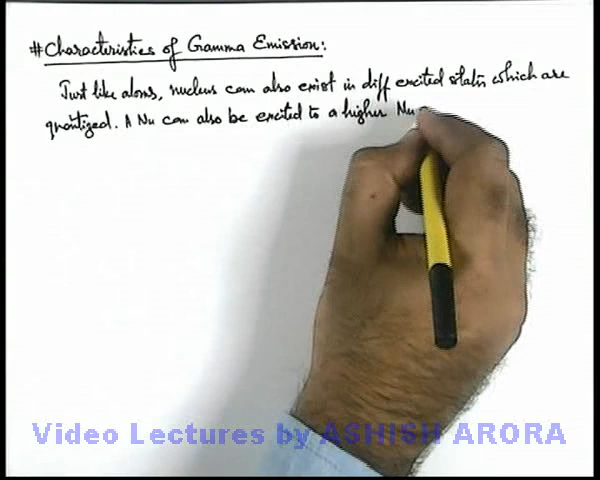 #Characteristics of Gamma Emission:
Just like atoms, nucleus can also exist in diff excited states which are
quantized. A Nu can also be excited to a higher Nu
Video Lectures by ASHISH ARORA